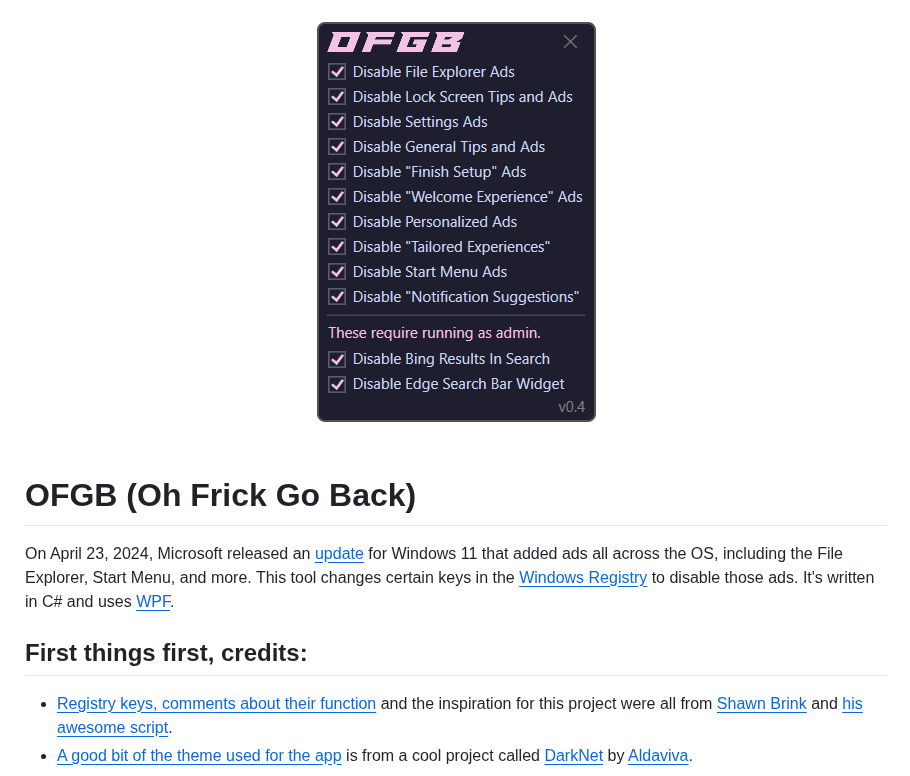 OFGB
Disable File Explorer Ads
Disable Lock Screen Tips and Ads
Disable Settings Ads
Disable General Tips and Ads
Disable "Finish Setup" Ads
Disable "Welcome Experience" Ads
Disable Personalized Ads
Disable "Tailored Experiences"
Disable Start Menu Ads
Disable "Notification Suggestions"
These require running as admin.
Disable Bing Results In Search
Disable Edge Search Bar Widget
v0.4
OFGB (Oh Frick Go Back)
On April 23, 2024, Microsoft released an update for Windows 11 that added ads all across the OS, including the File
Explorer, Start Menu, and more. This tool changes certain keys in the Windows Registry to disable those ads. It's written
in C# and uses WPF.
First things first, credits:
Registry keys, comments about their function and the inspiration for this project were all from Shawn Brink and his
awesome script.
A good bit of the theme used for the app is from a cool project called DarkNet by Aldaviva.